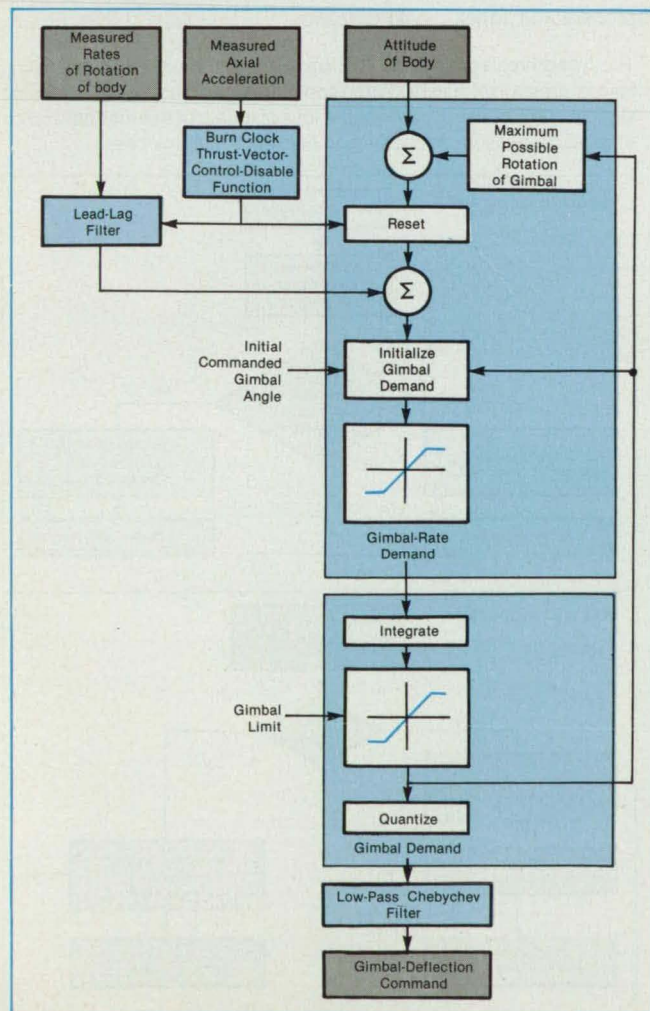 Measured
Rates
of Rotation
of body
Measured
Axial
Acceleration
Attitude
of Body
Burn Clock
Thrust-Vector-
Control-Disable
Function
Σ
Maximum
Possible
Rotation
of Gimbal
Lead-Lag
Filter
Reset
Σ
Initial
Commanded
Gimbal
Angle
Initialize
Gimbal
Demand
Gimbal-Rate
Demand
Integrate
Gimbal
Limit
Quantize
Gimbal Demand
Low-Pass Chebychev
Filter
Gimbal-Deflection
Command